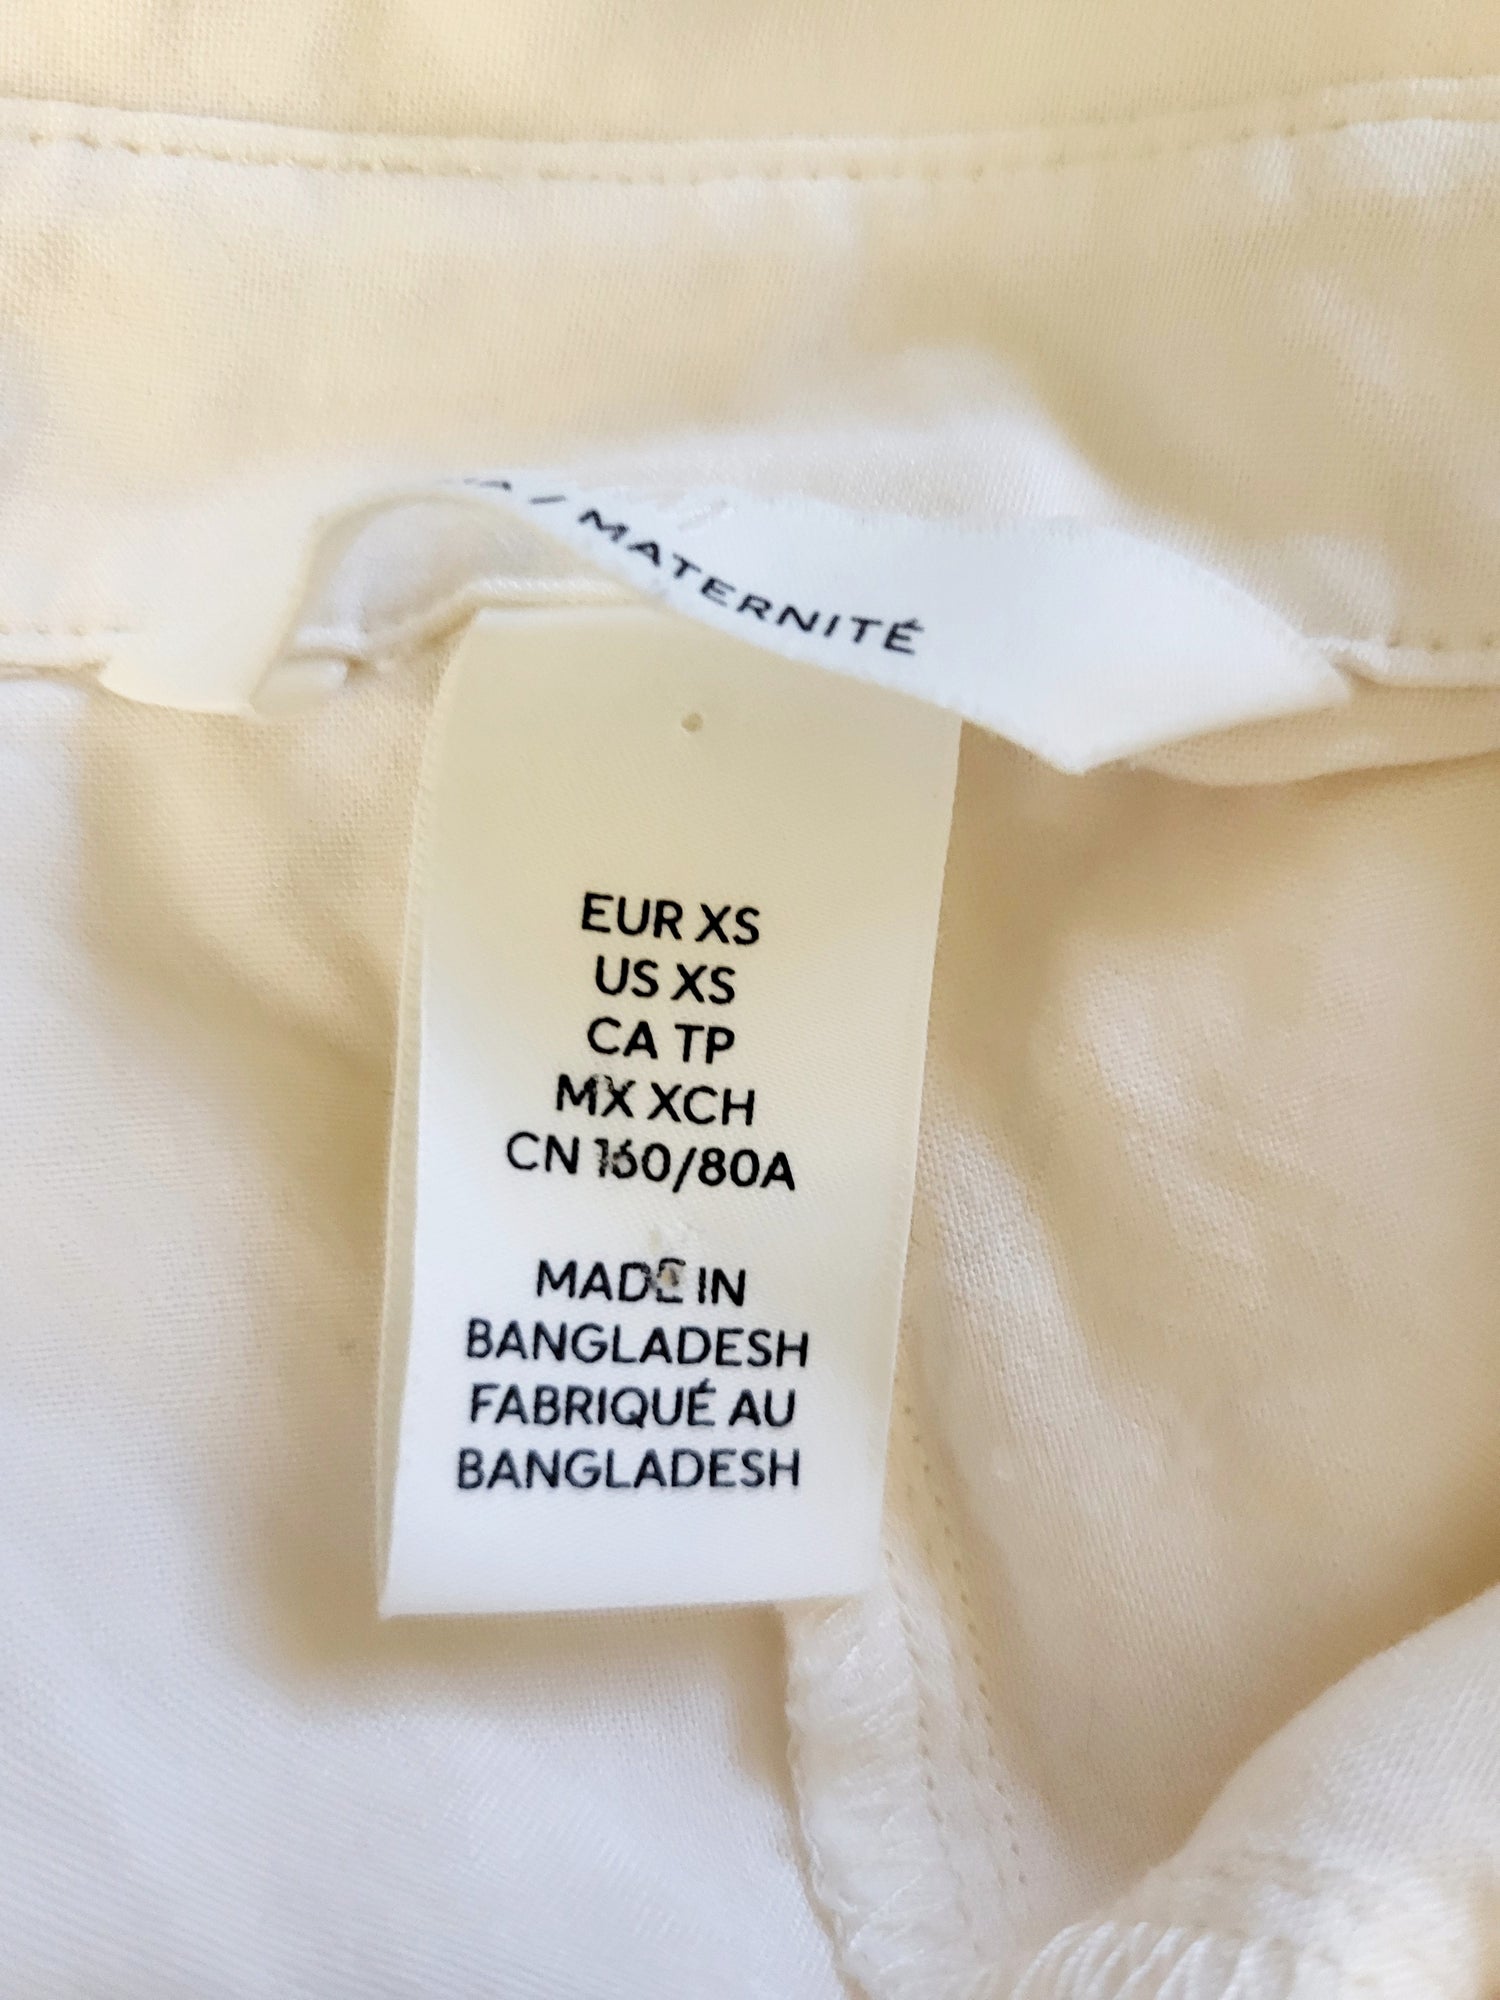 / MATERNITÉ
EUR XS
US XS
CA TP
MX XCH
CN 160/80A
MADE IN
BANGLADESH
FABRIQUÉ AU
BANGLADESH